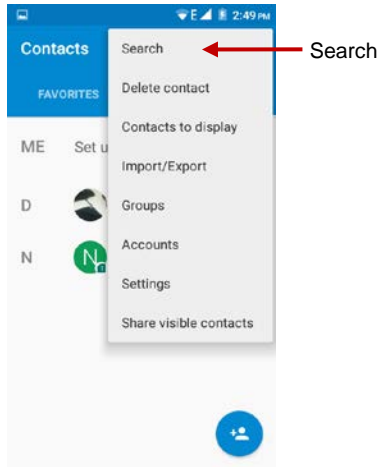 E 2:49 PM
Contacts
Search
Search
FAVORITES
Delete contact
Contacts to display
ME Set u
Import/Export
D
Groups
N N
Accounts
Settings
Share visible contacts